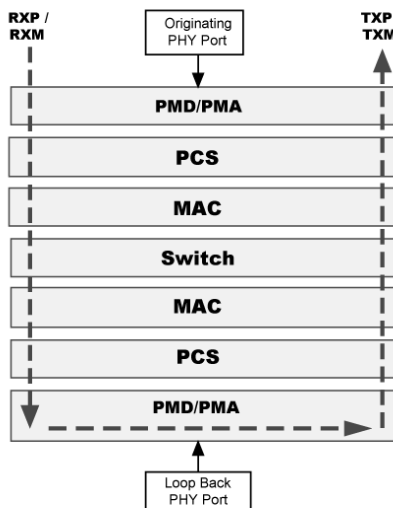 RXP /
RXM
Originating
PHY Port
TXP
TXM
PMD/PMA
PCS
MAC
Switch
MAC
PCS
PMD/PMA
Loop Back
PHY Port